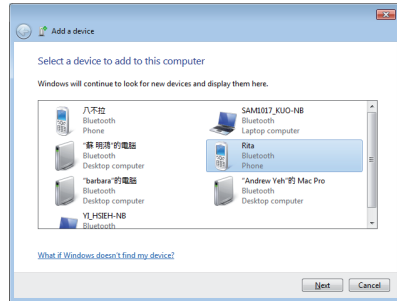 Add a device
Select a device to add to this computer
Windows will continue to look for new devices and display them here.
八不拉
Bluetooth
Phone
SAM1017_KUO-NB
Bluetooth
Laptop computer
"蘇 明鴻"的電腦
Bluetooth
Desktop computer
Rita
Bluetooth
Phone
"barbara"的電腦
Bluetooth
Desktop computer
"Andrew Yeh"的 Mac Pro
Bluetooth
Desktop computer
YI_HSIEH-NB
Bluetooth
What if Windows doesn't find my device?
Next
Cancel